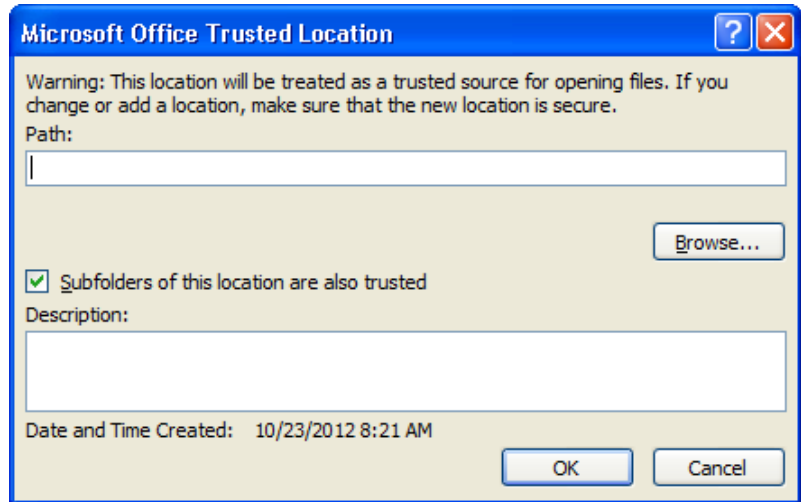 Microsoft Office Trusted Location
Warning: This location will be treated as a trusted source for opening files. If you
change or add a location, make sure that the new location is secure.
Path:
Browse...
Subfolders of this location are also trusted
Description:
Date and Time Created: 10/23/2012 8:21 AM
OK Cancel